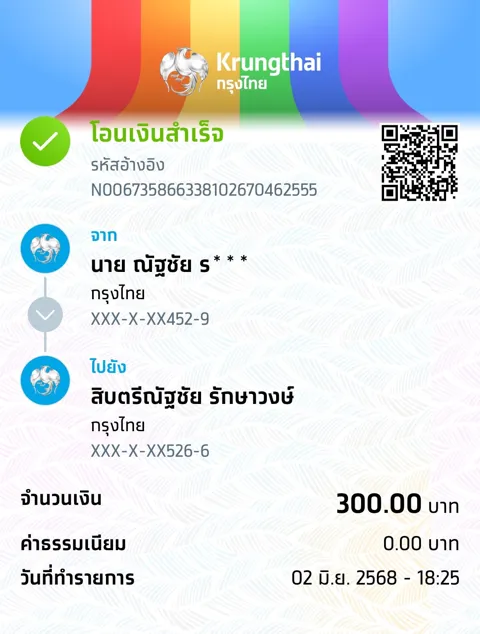 Krungthai
กรุงไทย
โอนเงินสำเร็จ
รหัสอ้างอิง
N00673586633810267046​2555
จาก
นาย ณัฐชัย ร***
กรุงไทย
XXX-X-XX452-9
ไปยัง
สิบตรีณัฐชัย รักษาวงษ์
กรุงไทย
XXX-X-XX526-6
จำนวนเงิน 300.00 บาท
ค่าธรรมเนียม 0.00 บาท
วันที่ทำรายการ 02 มิ.ย. 2568 - 18:25